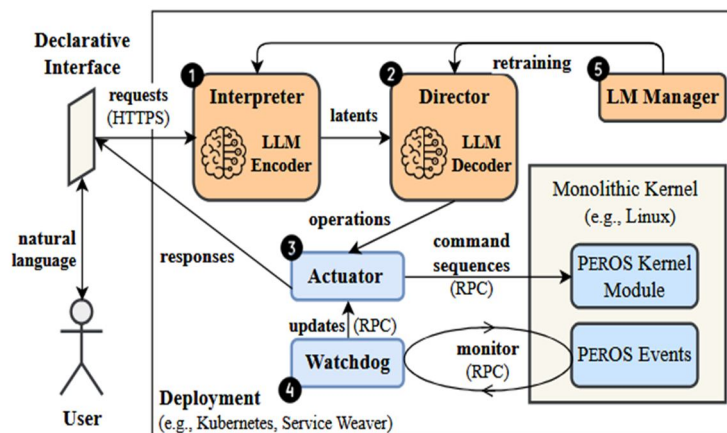 Declarative
Interface
requests
(HTTPS)
1
Interpreter
LLM
Encoder
latents
2
Director
LLM
Decoder
retraining
5
LM Manager
natural
language
responses
operations
3
Actuator
command
sequences
(RPC)
Monolithic Kernel
(e.g., Linux)
PEROS Kernel
Module
updates (RPC)
4
Watchdog
monitor
(RPC)
PEROS Events
User
Deployment
(e.g., Kubernetes, Service Weaver)